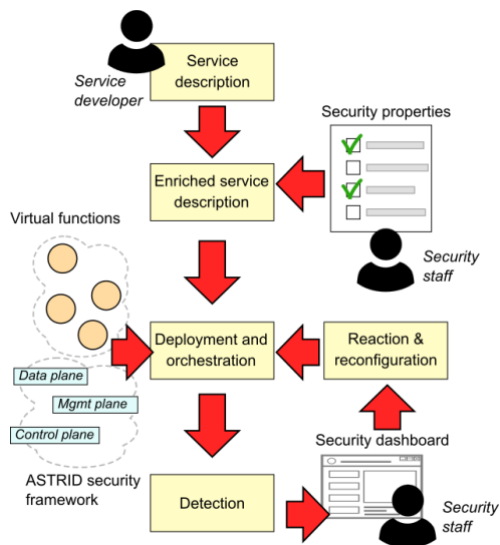 Service
description
Service
developer
Security properties
Enriched service
description
Security
staff
Virtual functions
Deployment and
orchestration
Reaction &
reconfiguration
Data plane
Mgmt plane
Control plane
ASTRID security
framework
Security dashboard
Detection
Security
staff